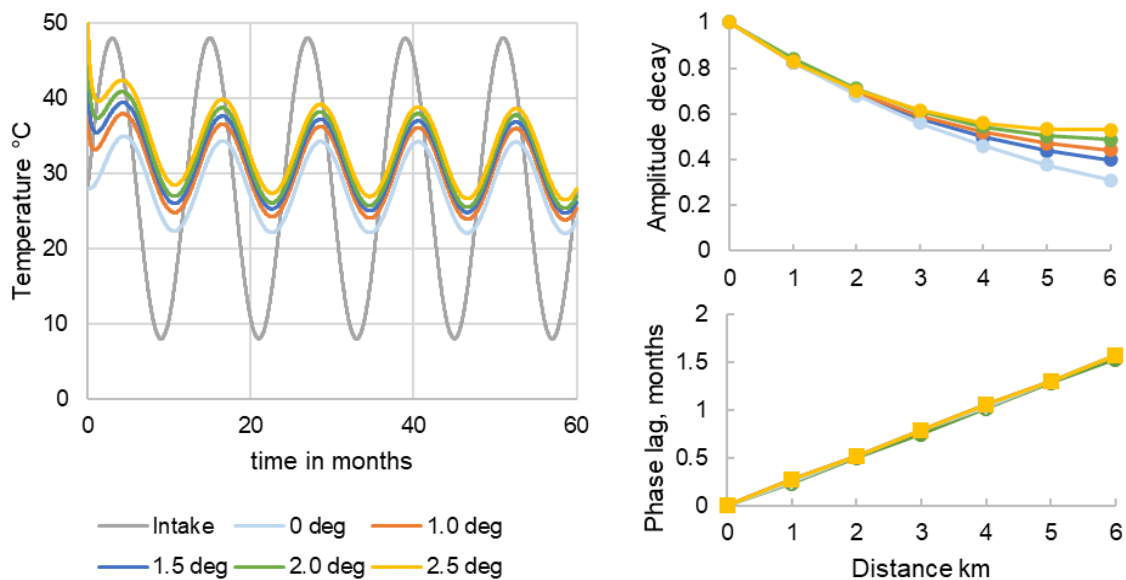 50
40
30
20
10
0
Temperature °C
0 20 40 60
time in months
Intake 0 deg 1.0 deg
1.5 deg 2.0 deg 2.5 deg
1
0.8
0.6
0.4
0.2
0
Amplitude decay
0 1 2 3 4 5 6
2
1.5
1
0.5
0
Phase lag, months
0 1 2 3 4 5 6
Distance km